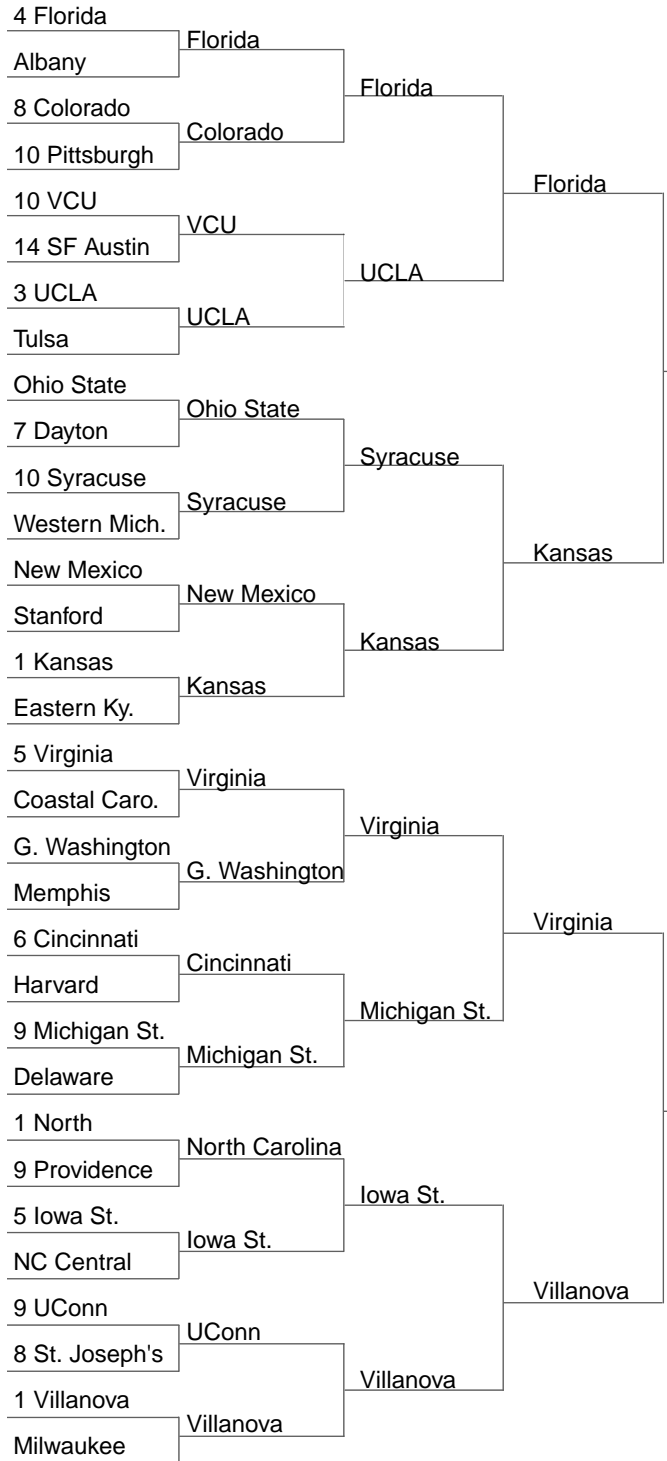 4 Florida
Albany
8 Colorado
10 Pittsburgh
10 VCU
14 SF Austin
3 UCLA
Tulsa
Ohio State
7 Dayton
10 Syracuse
Western Mich.
New Mexico
Stanford
1 Kansas
Eastern Ky.
5 Virginia
Coastal Caro.
G. Washington
Memphis
6 Cincinnati
Harvard
9 Michigan St.
Delaware
1 North
9 Providence
5 Iowa St.
NC Central
9 UConn
8 St. Joseph's
1 Villanova
Milwaukee
Florida
Colorado
VCU
UCLA
Ohio State
Syracuse
New Mexico
Kansas
Virginia
G. Washington
Cincinnati
Michigan St.
North Carolina
Iowa St.
UConn
Villanova
Florida
UCLA
Syracuse
Kansas
Virginia
Michigan St.
Iowa St.
Villanova
Florida
Kansas
Virginia
Villanova